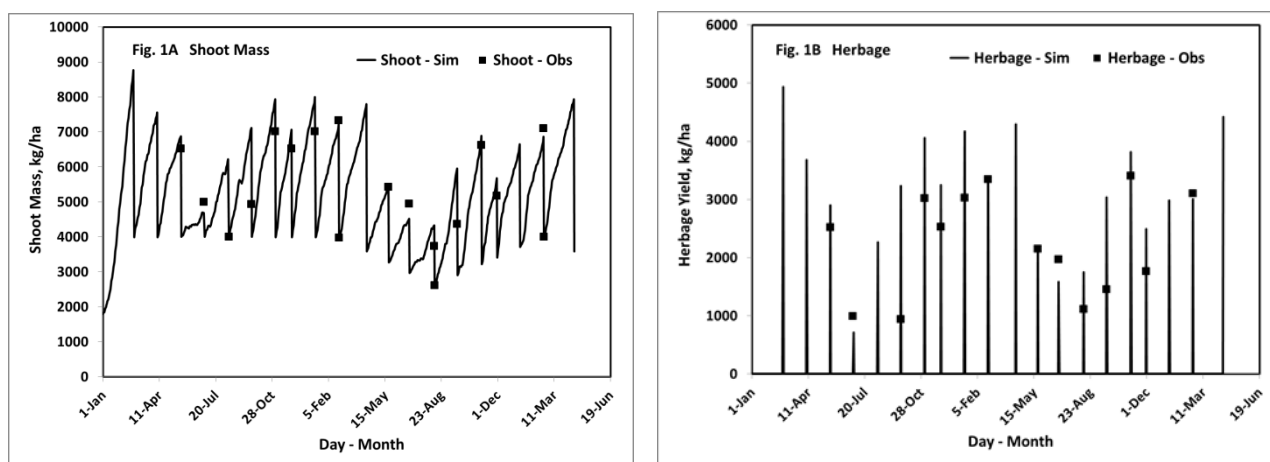 Fig. 1A Shoot Mass
Shoot - Sim
Shoot - Obs
Shoot Mass, kg/ha
10000
9000
8000
7000
6000
5000
4000
3000
2000
1000
0
1-Jan
11-Apr
20-Jul
28-Oct
5-Feb
15-May
23-Aug
1-Dec
11-Mar
19-Jun
Day - Month
Fig. 1B Herbage
Herbage - Sim
Herbage - Obs
Herbage Yield, kg/ha
6000
5000
4000
3000
2000
1000
0
1-Jan
11-Apr
20-Jul
28-Oct
5-Feb
15-May
23-Aug
1-Dec
11-Mar
19-Jun
Day - Month